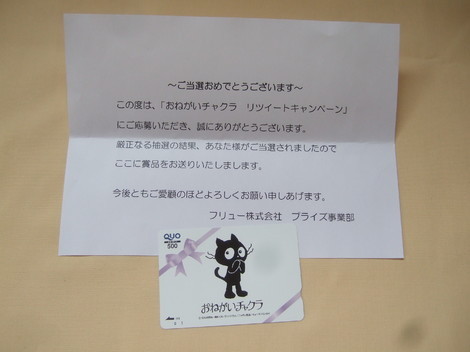 ～ご当選おめでとうございます～
この度は、「おねがいチャクラ　リツイートキャンペーン」
にご応募いただき、誠にありがとうございます。
厳正なる抽選の結果、あなた様がご当選されましたので
ここに賞品をお送りいたしまします。
今後ともご愛顧のほどよろしくお願い申しあげます。
フリュー株式会社　プライズ事業部
QUO
500
おねがいチャクラ